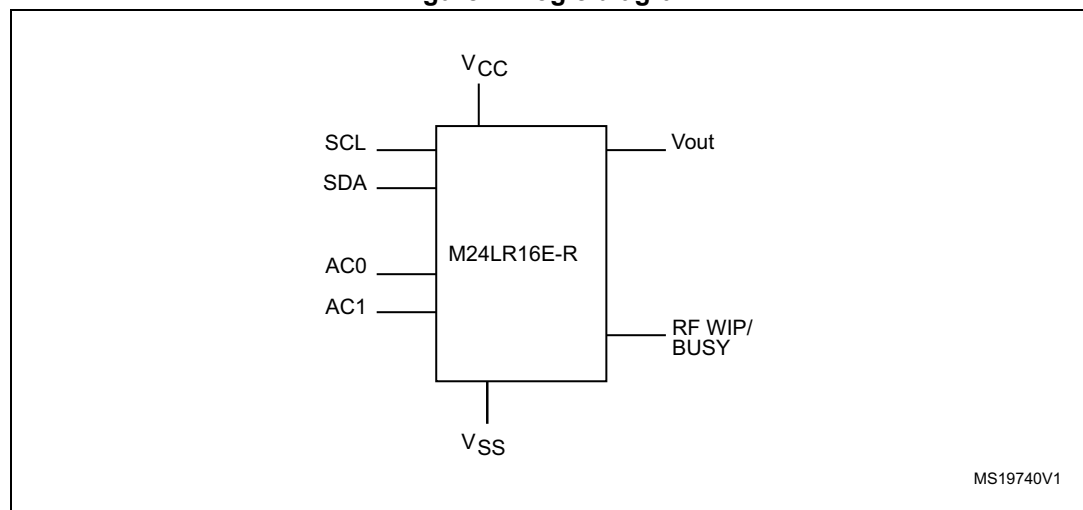 VCC
SCL
Vout
SDA
M24LR16E-R
AC0
AC1
RF WIP/
BUSY
VSS
MS19740V1